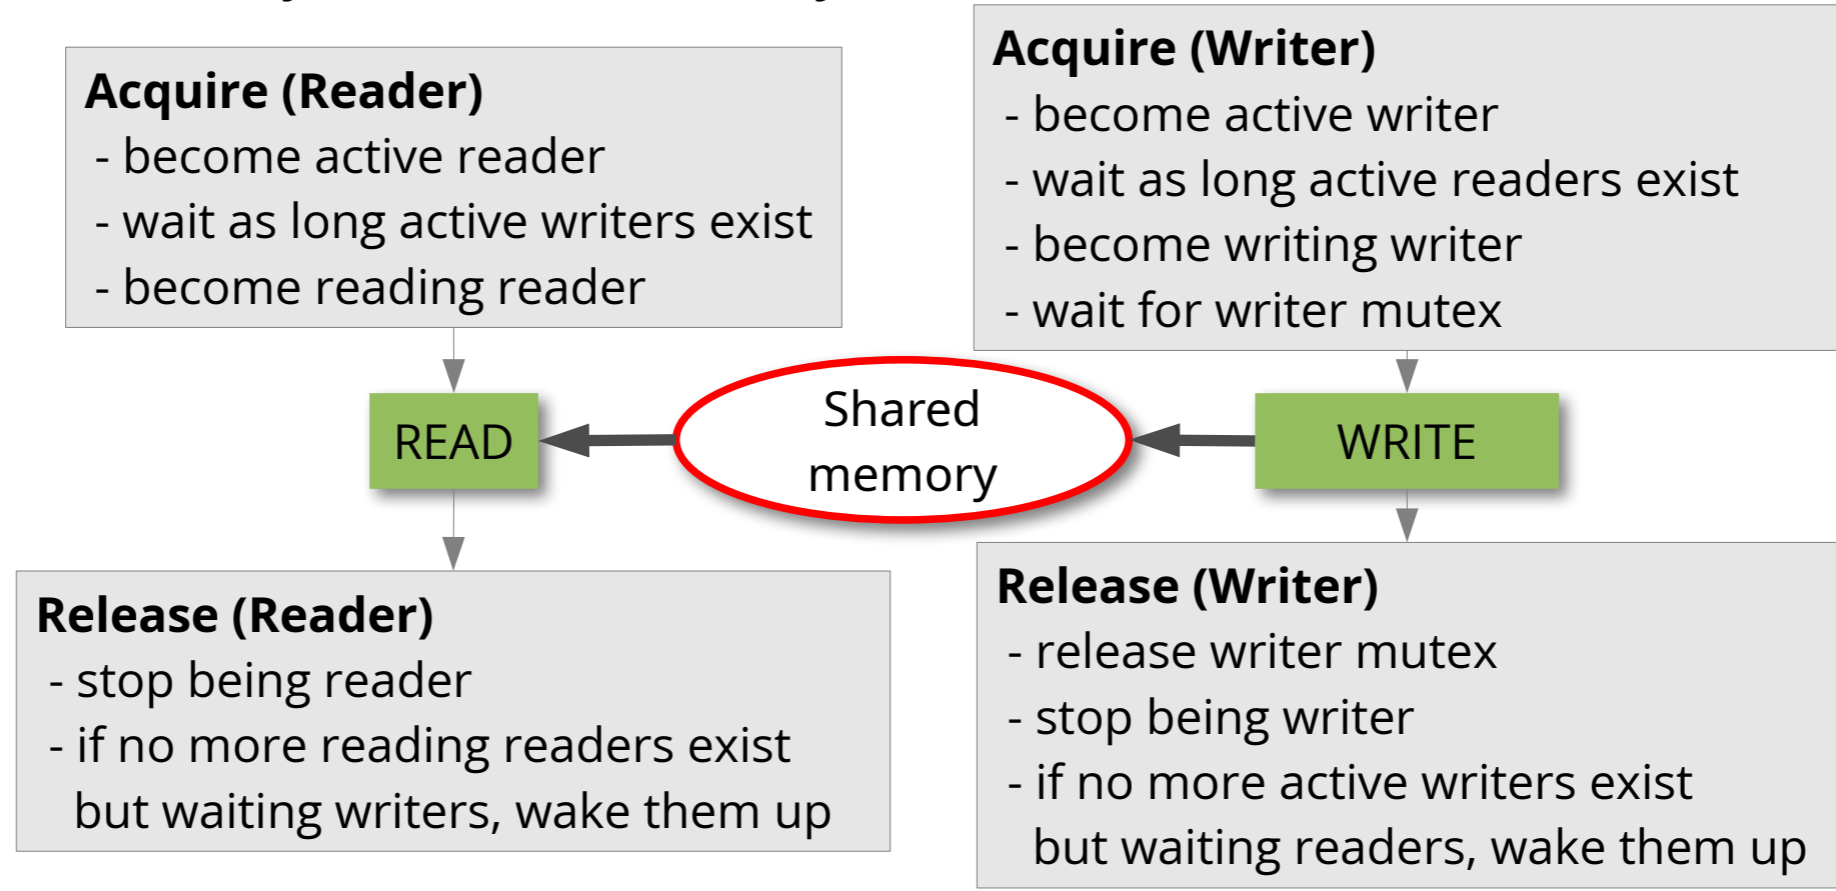 Acquire (Reader)
- become active reader
- wait as long active writers exist
- become reading reader
Acquire (Writer)
- become active writer
- wait as long active readers exist
- become writing writer
- wait for writer mutex
READ
Shared
memory
WRITE
Release (Reader)
- stop being reader
- if no more reading readers exist
but waiting writers, wake them up
Release (Writer)
- release writer mutex
- stop being writer
- if no more active writers exist
but waiting readers, wake them up